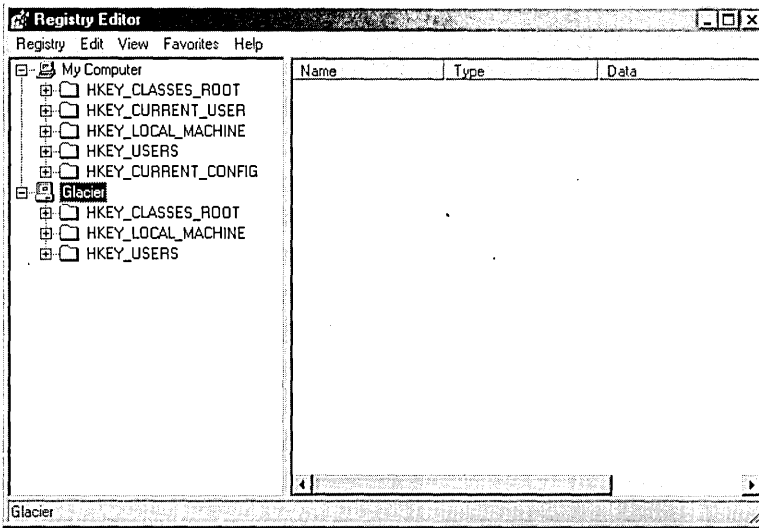 Registry Editor
Registry Edit View Favorites Help
My Computer
HKEY_CLASSES_ROOT
HKEY_CURRENT_USER
HKEY_LOCAL_MACHINE
HKEY_USERS
HKEY_CURRENT_CONFIG
Glacier
HKEY_CLASSES_ROOT
HKEY_LOCAL_MACHINE
HKEY_USERS
Name Type Data
Glacier